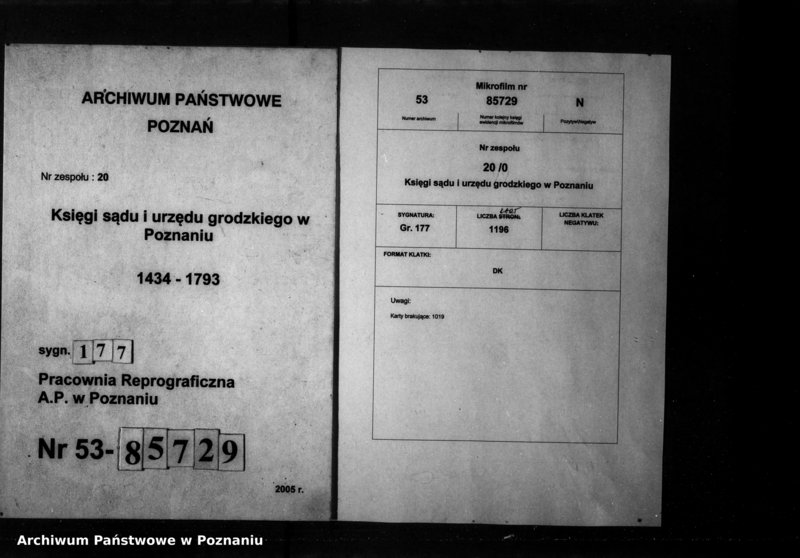 ARCHIWUM PAŃSTWOWE
POZNAŃ
Nr zespołu : 20
Księgi sądu i urzędu grodzkiego w
Poznaniu
1434 - 1793
sygn. 177
Pracownia Reprograficzna
A.P. w Poznaniu
Nr 53-85729
2005 r.
Mikrofilm nr
53 85729 N
Numer archiwum
Numer kolejny księgi
ewidencji mikrofilmów
Pozytyw\Negatyw
Nr zespołu
20 /0
Księgi sądu i urzędu grodzkiego w Poznaniu
SYGNATURA:
Gr. 177
LICZBA STRON:
1196
LICZBA KLATEK
NEGATYWU:
FORMAT KLATKI:
DK
Uwagi:
Karty brakujące: 1019
Archiwum Państwowe w Poznaniu